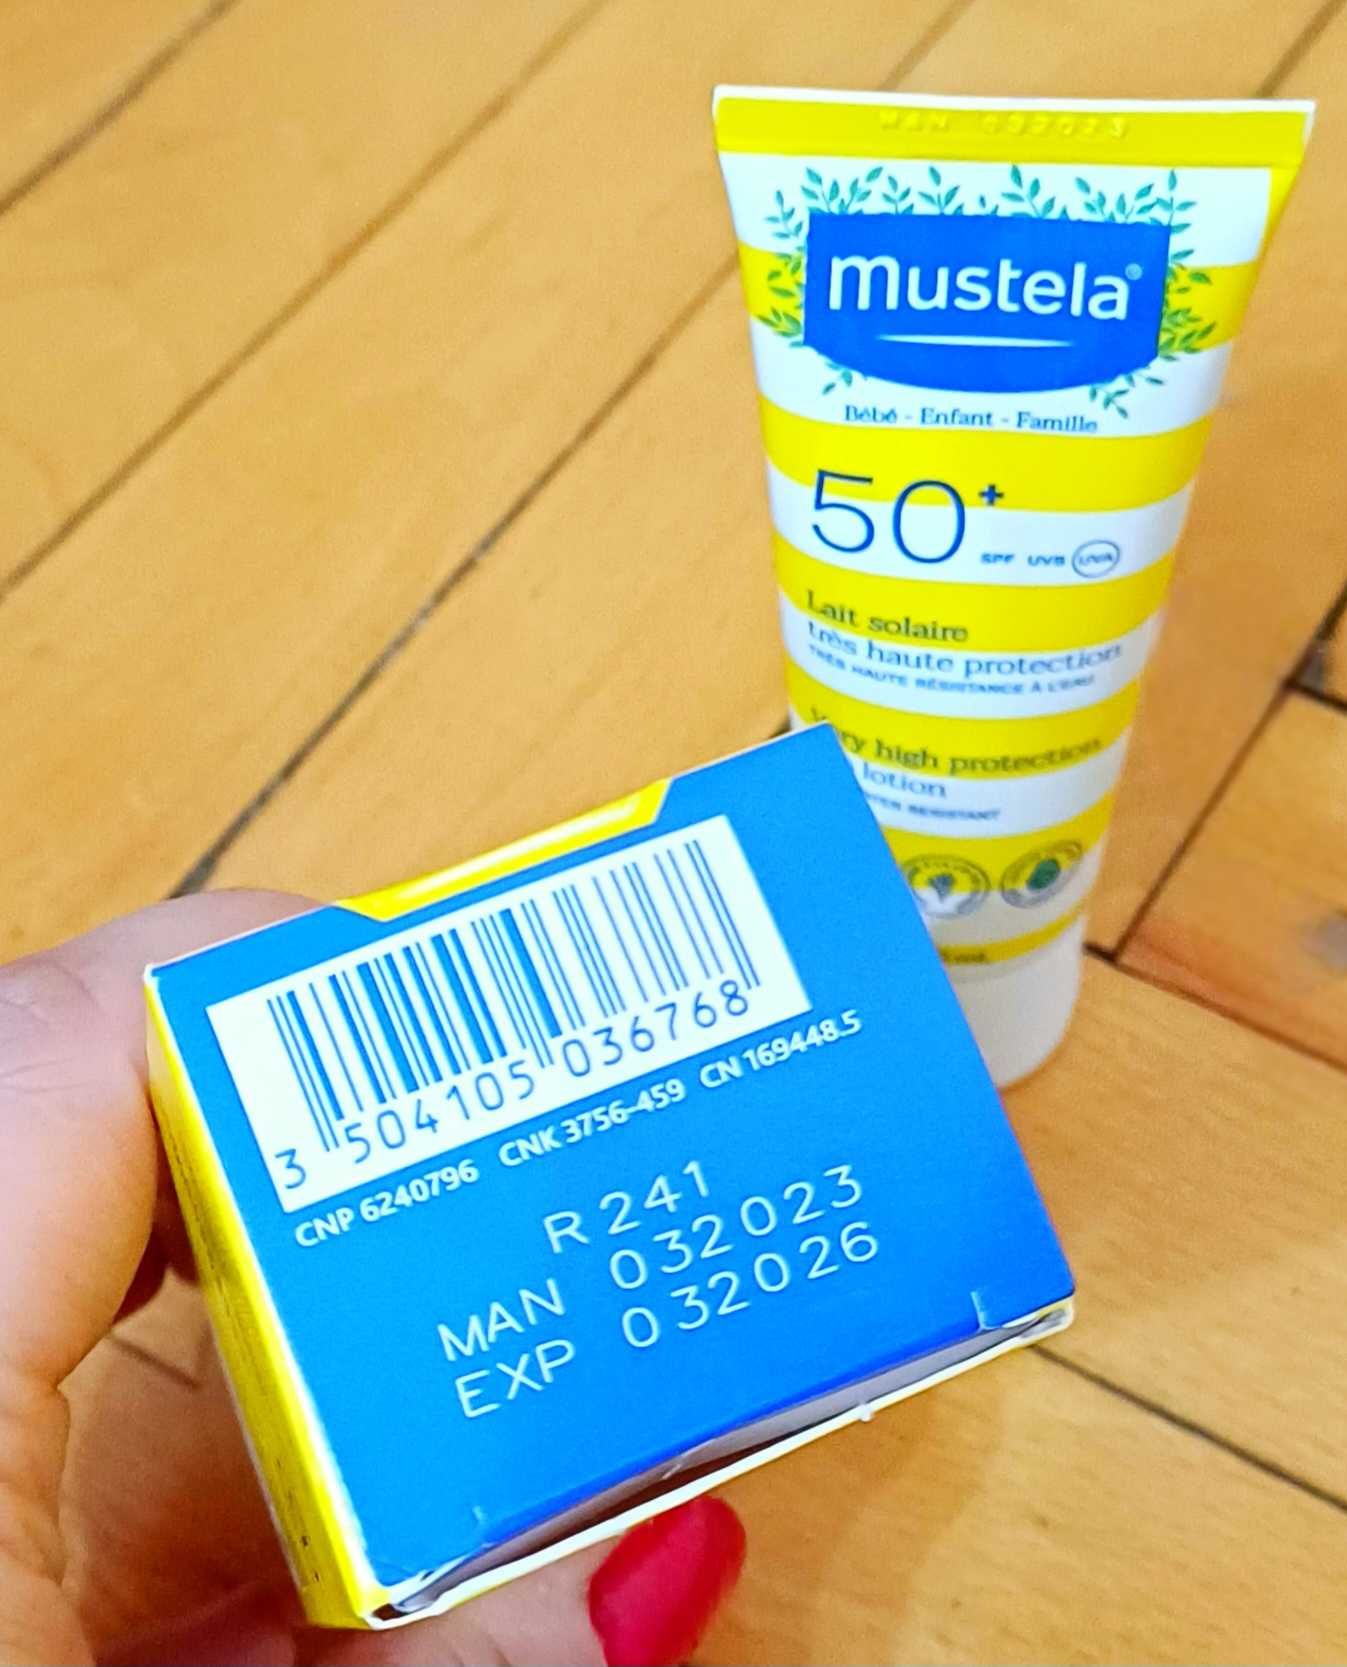 MAN 032023
mustela®
Bébé - Enfant - Famille
50+
SPF UVB UVA
Lait solaire
très haute protection
TRÈS HAUTE RÉSISTANCE À L'EAU
Very high protection
lotion
RESISTANT
3 504105 036768
CNP 6240796 CNK 3756-459 CN 169448.5
R 241
MAN 032023
EXP 032026